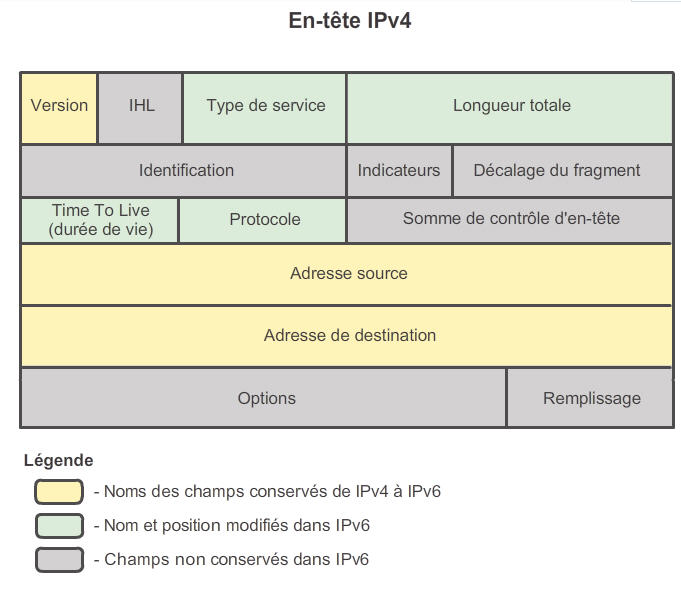 En-tête IPv4
Version IHL Type de service Longueur totale
Identification Indicateurs Décalage du fragment
Time To Live
(durée de vie) Protocole Somme de contrôle d'en-tête
Adresse source
Adresse de destination
Options Remplissage
Légende
- Noms des champs conservés de IPv4 à IPv6
- Nom et position modifiés dans IPv6
- Champs non conservés dans IPv6